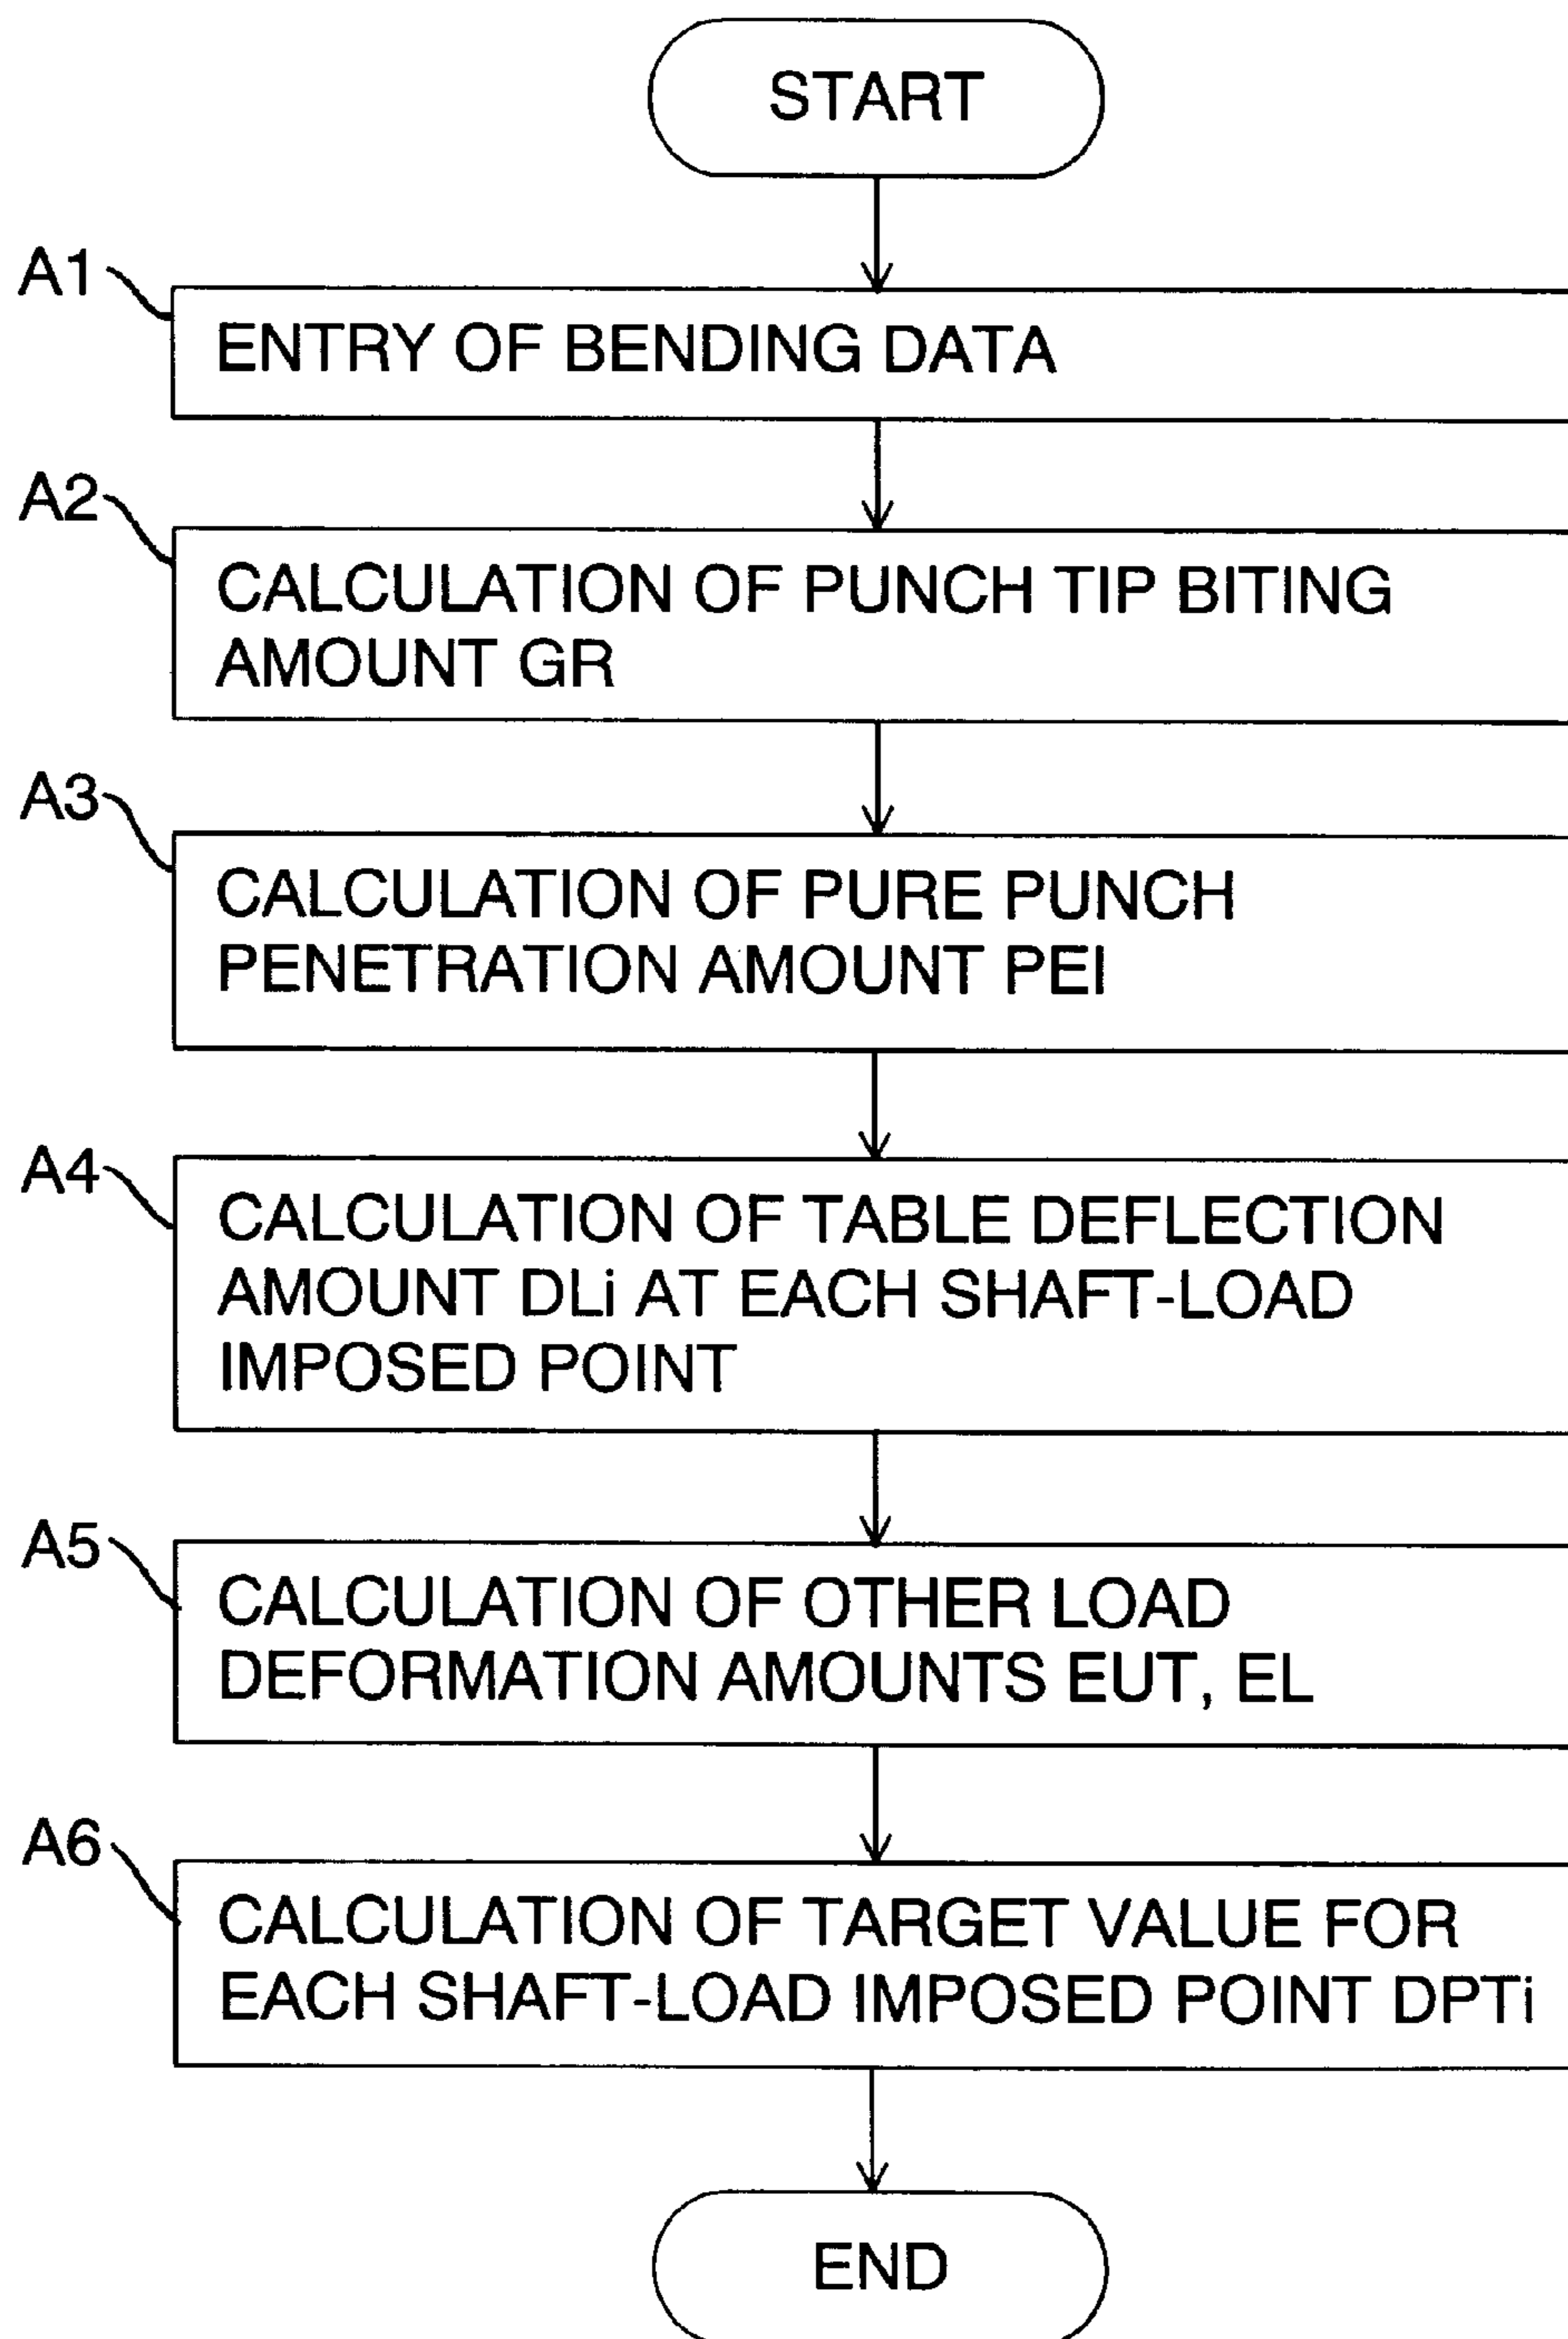 START
A1
ENTRY OF BENDING DATA
A2
CALCULATION OF PUNCH TIP BITING
AMOUNT GR
A3
CALCULATION OF PURE PUNCH
PENETRATION AMOUNT PEI
A4
CALCULATION OF TABLE DEFLECTION
AMOUNT DLi AT EACH SHAFT-LOAD
IMPOSED POINT
A5
CALCULATION OF OTHER LOAD
DEFORMATION AMOUNTS EUT, EL
A6
CALCULATION OF TARGET VALUE FOR
EACH SHAFT-LOAD IMPOSED POINT DPTi
END